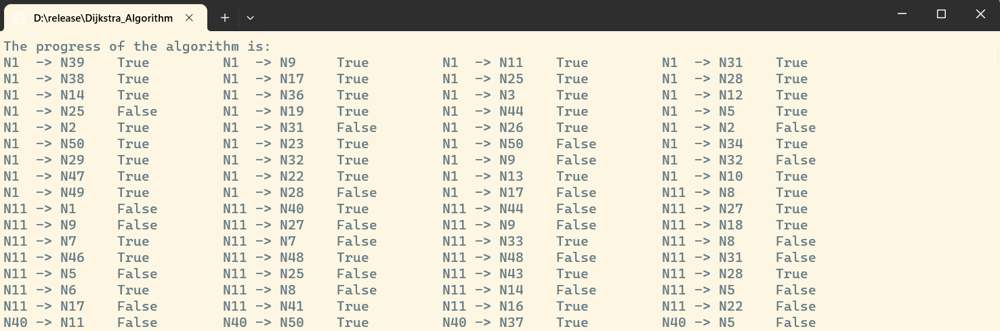 D:\release\Dijkstra_Algorithm
The progress of the algorithm is:
N1  -> N39    True         N1  -> N9     True         N1  -> N11    True         N1  -> N31    True
N1  -> N38    True         N1  -> N17    True         N1  -> N25    True         N1  -> N28    True
N1  -> N14    True         N1  -> N36    True         N1  -> N3     True         N1  -> N12    True
N1  -> N25    False        N1  -> N19    True         N1  -> N44    True         N1  -> N5     True
N1  -> N2     True         N1  -> N31    False        N1  -> N26    True         N1  -> N2     False
N1  -> N50    True         N1  -> N23    True         N1  -> N50    False        N1  -> N34    True
N1  -> N29    True         N1  -> N32    True         N1  -> N9     False        N1  -> N32    False
N1  -> N47    True         N1  -> N22    True         N1  -> N13    True         N1  -> N10    True
N1  -> N49    True         N1  -> N28    False        N1  -> N17    False        N11 -> N8     True
N11 -> N1     False        N11 -> N40    True         N11 -> N44    False        N11 -> N27    True
N11 -> N9     False        N11 -> N27    False        N11 -> N9     False        N11 -> N18    True
N11 -> N7     True         N11 -> N7     False        N11 -> N33    True         N11 -> N8     False
N11 -> N46    True         N11 -> N48    True         N11 -> N48    False        N11 -> N31    False
N11 -> N5     False        N11 -> N25    False        N11 -> N43    True         N11 -> N28    True
N11 -> N6     True         N11 -> N8     False        N11 -> N14    False        N11 -> N5     False
N11 -> N17    False        N11 -> N41    True         N11 -> N16    True         N11 -> N22    False
N40 -> N11    False        N40 -> N50    True         N40 -> N37    True         N40 -> N5     False